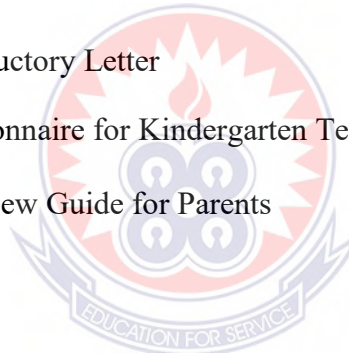 uctory Letter
onnaire for Kindergarten Te
ew Guide for Parents
EDUCATION FOR SERVICE